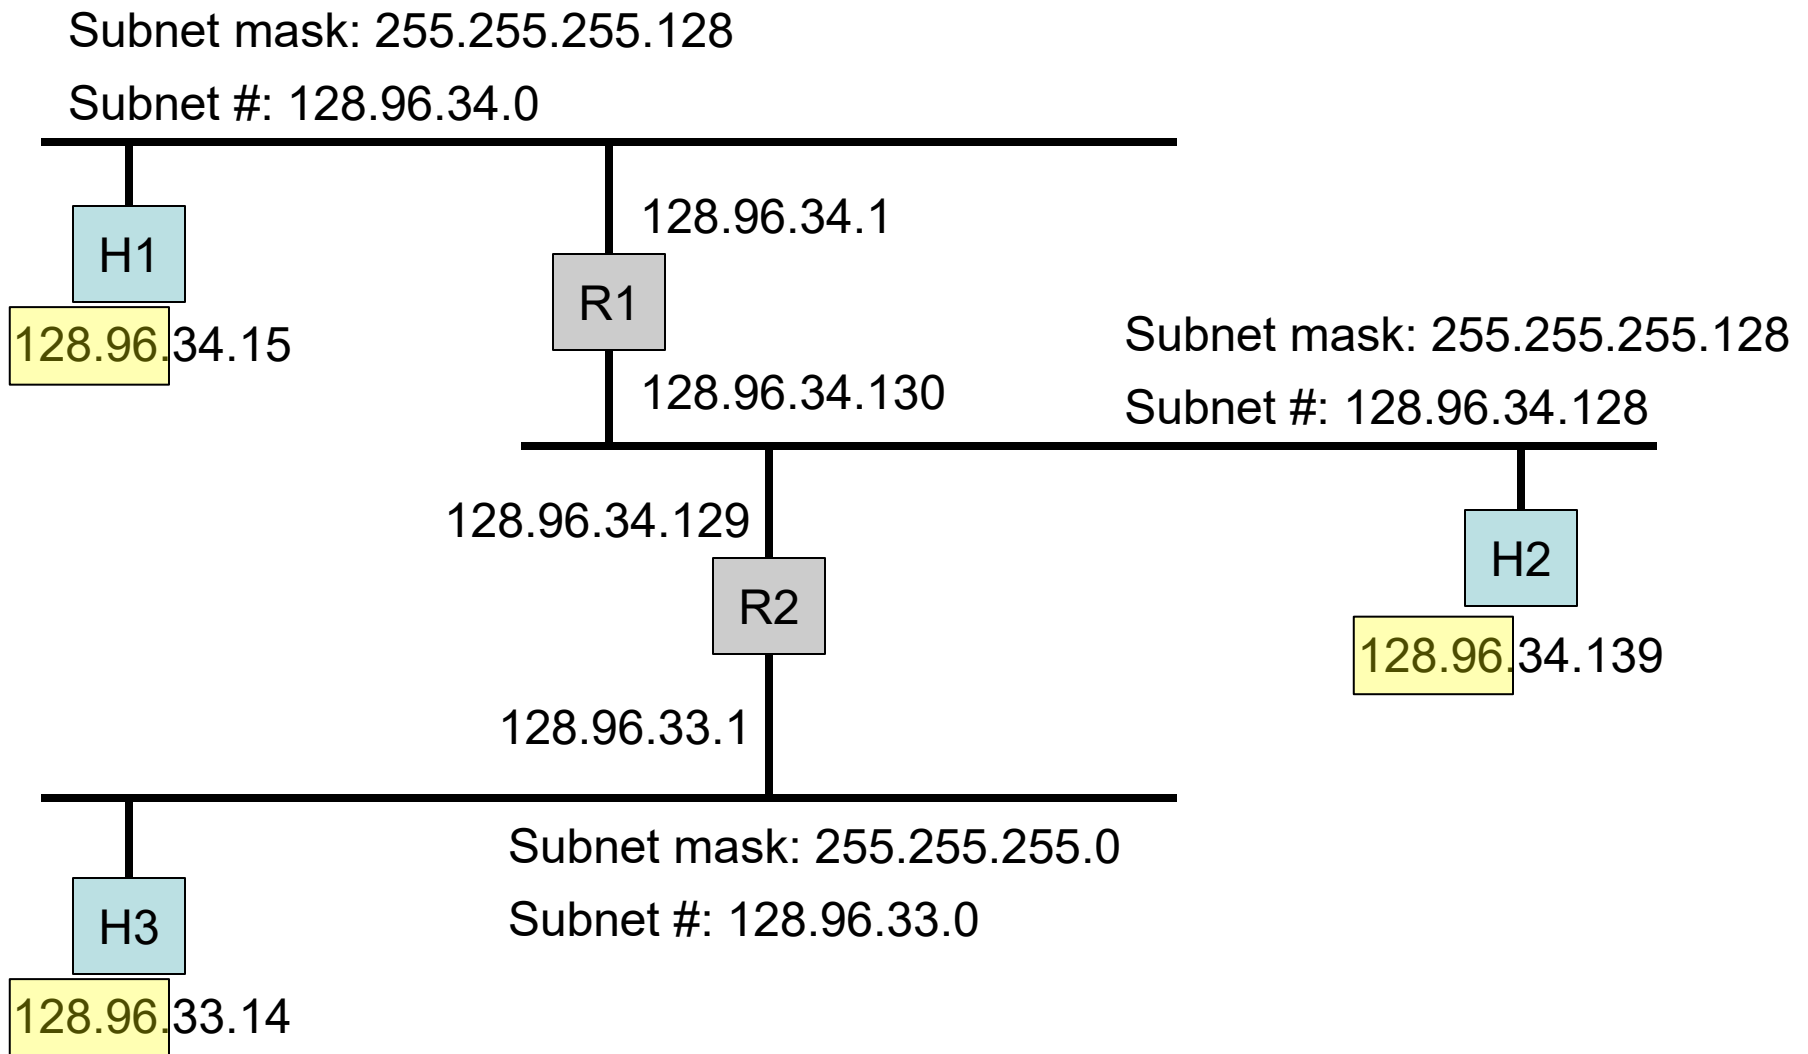 Subnet mask: 255.255.255.128
Subnet #: 128.96.34.0
128.96.34.1
H1
R1
128.96.34.15
Subnet mask: 255.255.255.128
128.96.34.130
Subnet #: 128.96.34.128
128.96.34.129
H2
R2
128.96.34.139
128.96.33.1
Subnet mask: 255.255.255.0
Subnet #: 128.96.33.0
H3
128.96.33.14